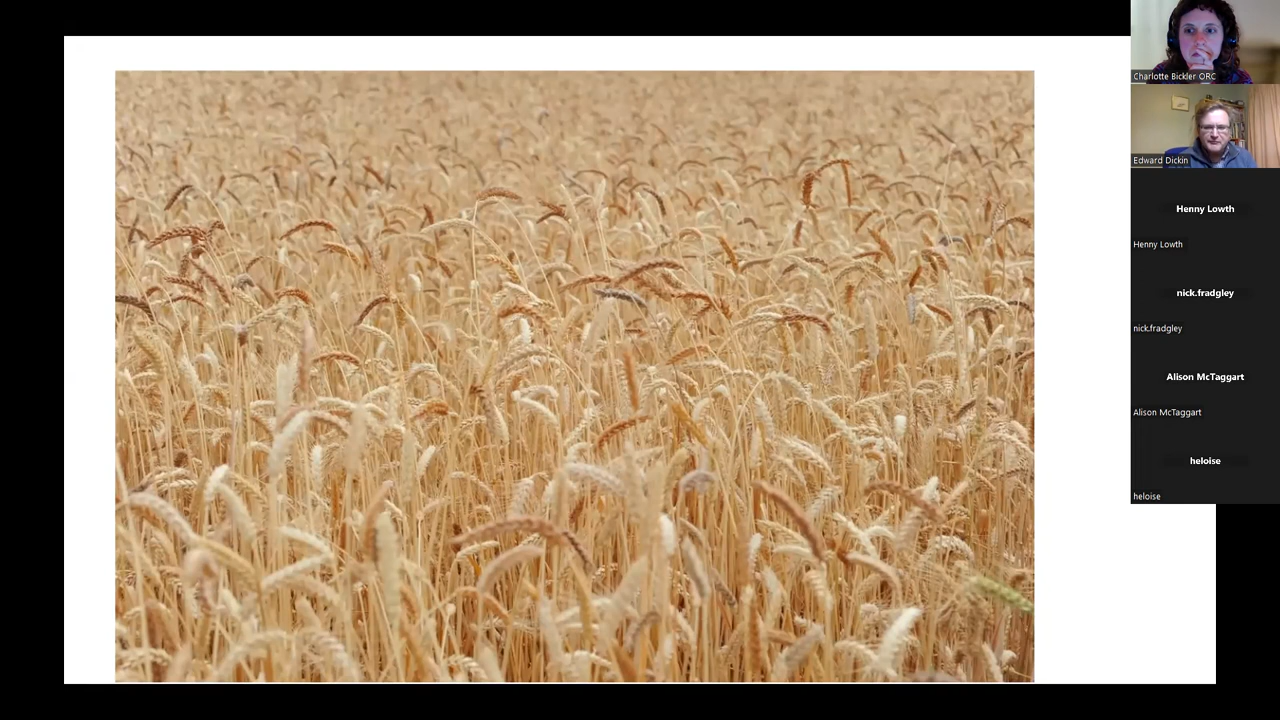 Charlotte Bickler ORC
Edward Dickin
Henny Lowth
Henny Lowth
nick.fradgley
nick.fradgley
Alison McTaggart
Alison McTaggart
heloise
heloise